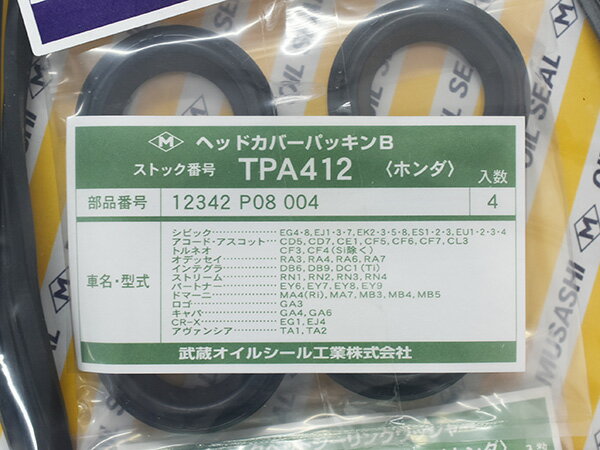 OIL SEAL
MUSASHI
M ヘッドカバーパッキンB
ストック番号 TPA412 〈ホンダ〉 入数
部品番号 12342 P08 004 4
車名・型式
シビック EG4・8, EJ1・3・7, EK2・3・5・8, ES1・2・3, EU1・2・3・4
アコード・アスコット CD5, CD7, CE1, CF5, CF6, CF7, CL3
トルネオ CF3, CF4(Si除く)
オデッセイ RA3, RA4, RA6, RA7
インテグラ DB6, DB9, DC1(Ti)
ストリーム RN1, RN2, RN3, RN4
パートナー EY6, EY7, EY8, EY9
ドマーニ MA4(Ri), MA7, MB3, MB4, MB5
ロゴ GA3
キャパ GA4, GA6
CR-X EG1, EJ4
アヴァンシア TA1, TA2
武蔵オイルシール工業株式会社
OIL SEAL
MUSASHI
ホンダ〉 入数